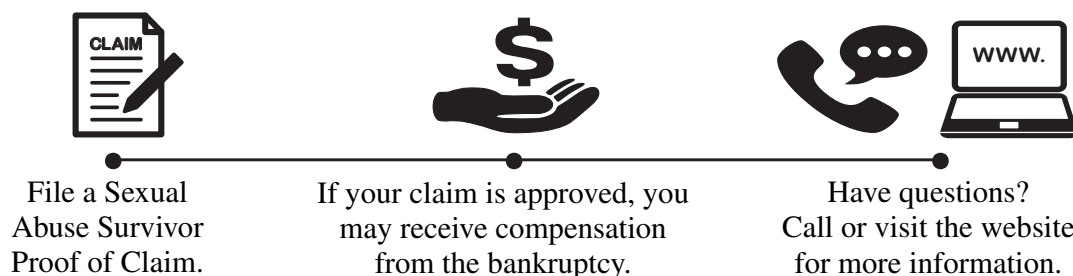 CLAIM
$
WWW.
File a Sexual
Abuse Survivor
Proof of Claim.
If your claim is approved, you
may receive compensation
from the bankruptcy.
Have questions?
Call or visit the website
for more information.